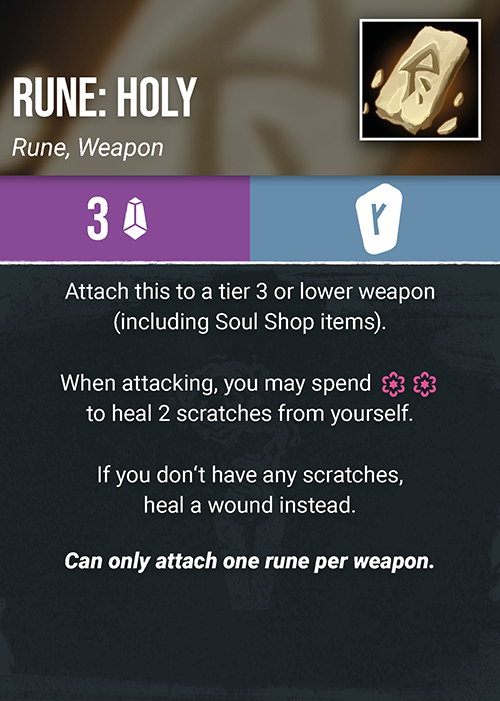 RUNE: HOLY
Rune, Weapon
3
Attach this to a tier 3 or lower weapon
(including Soul Shop items).
When attacking, you may spend
to heal 2 scratches from yourself.
If you don‘t have any scratches,
heal a wound instead.
Can only attach one rune per weapon.